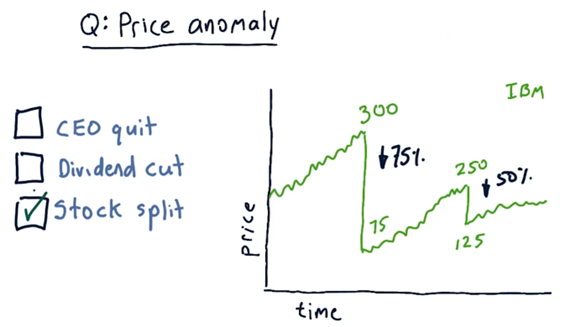 Q: Price anomaly
CEO quit
Dividend cut
Stock split
IBM
300
↓75%
75
250
↓50%
125
price
time